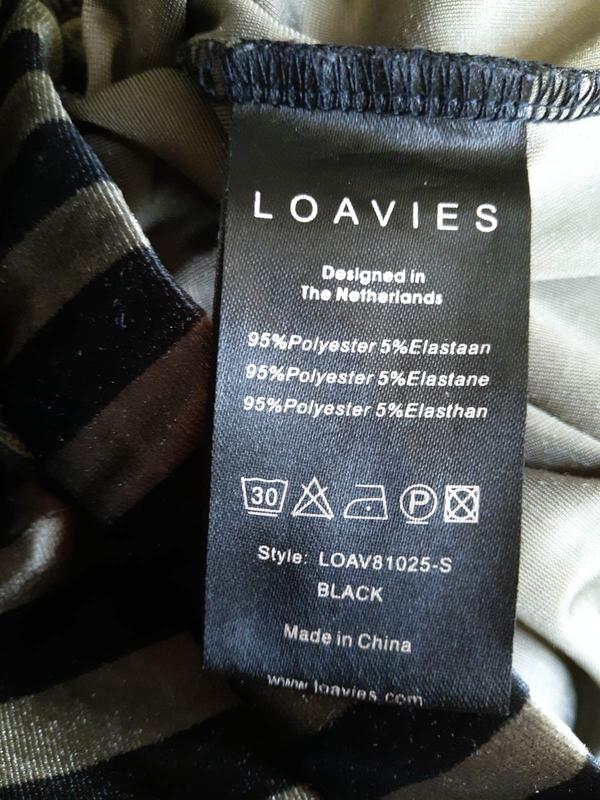 LOAVIES
Designed in
The Netherlands
95%Polyester 5%Elastaan
95%Polyester 5%Elastane
95%Polyester 5%Elasthan
30 P
Style: LOAV81025-S
BLACK
Made in China
www.loavies.com